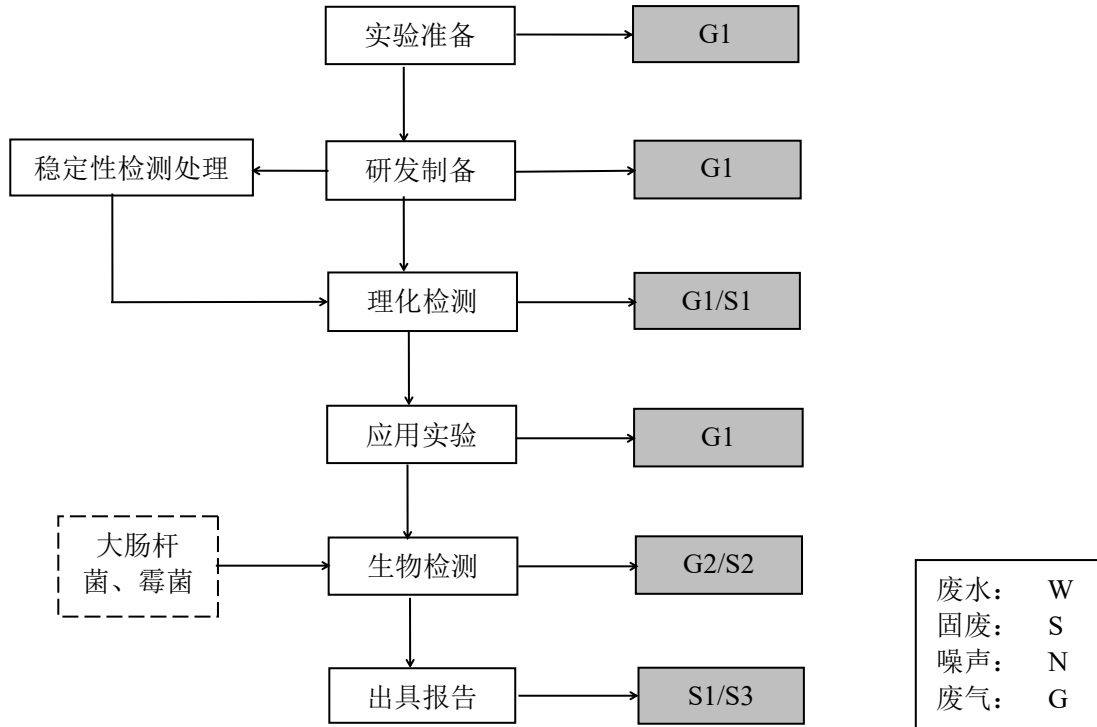 实验准备
G1
稳定性检测处理
研发制备
G1
理化检测
G1/S1
应用实验
G1
大肠杆
菌、霉菌
生物检测
G2/S2
出具报告
S1/S3
废水： W
固废： S
噪声： N
废气： G